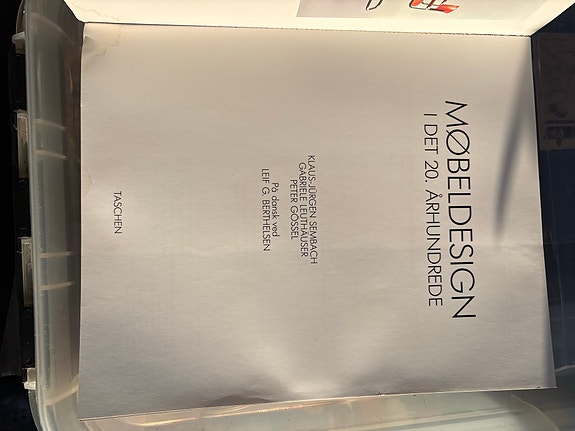 MØBELDESIGN
I DET 20. ÅRHUNDREDE
KLAUS-JÜRGEN SEMBACH
GABRIELE LEUTHÄUSER
PETER GÖSSEL
På dansk ved
LEIF G. BERTHELSEN
TASCHEN